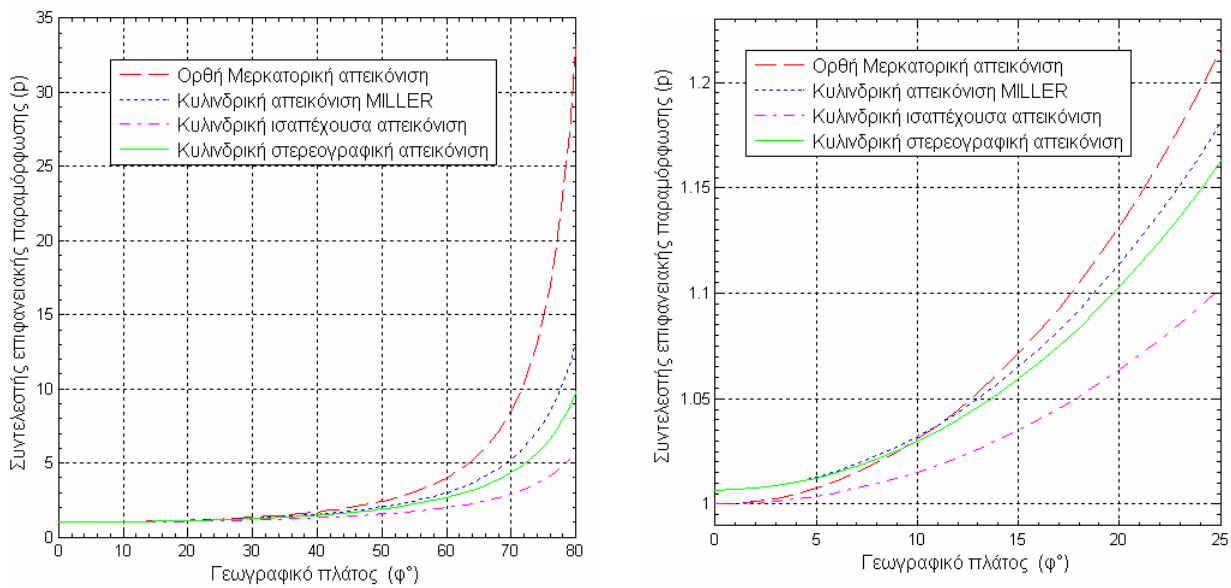 35
30
25
20
15
10
5
0
Συντελεστής επιφανειακής παραμόρφωσης (p)
Ορθή Μερκατορική απεικόνιση
Κυλινδρική απεικόνιση MILLER
Κυλινδρική ισαπέχουσα απεικόνιση
Κυλινδρική στερεογραφική απεικόνιση
0 10 20 30 40 50 60 70 80
Γεωγραφικό πλάτος (φ°)
1.2
1.15
1.1
1.05
1
Συντελεστής επιφανειακής παραμόρφωσης (p)
Ορθή Μερκατορική απεικόνιση
Κυλινδρική απεικόνιση MILLER
Κυλινδρική ισαπέχουσα απεικόνιση
Κυλινδρική στερεογραφική απεικόνιση
0 5 10 15 20 25
Γεωγραφικό πλάτος (φ°)